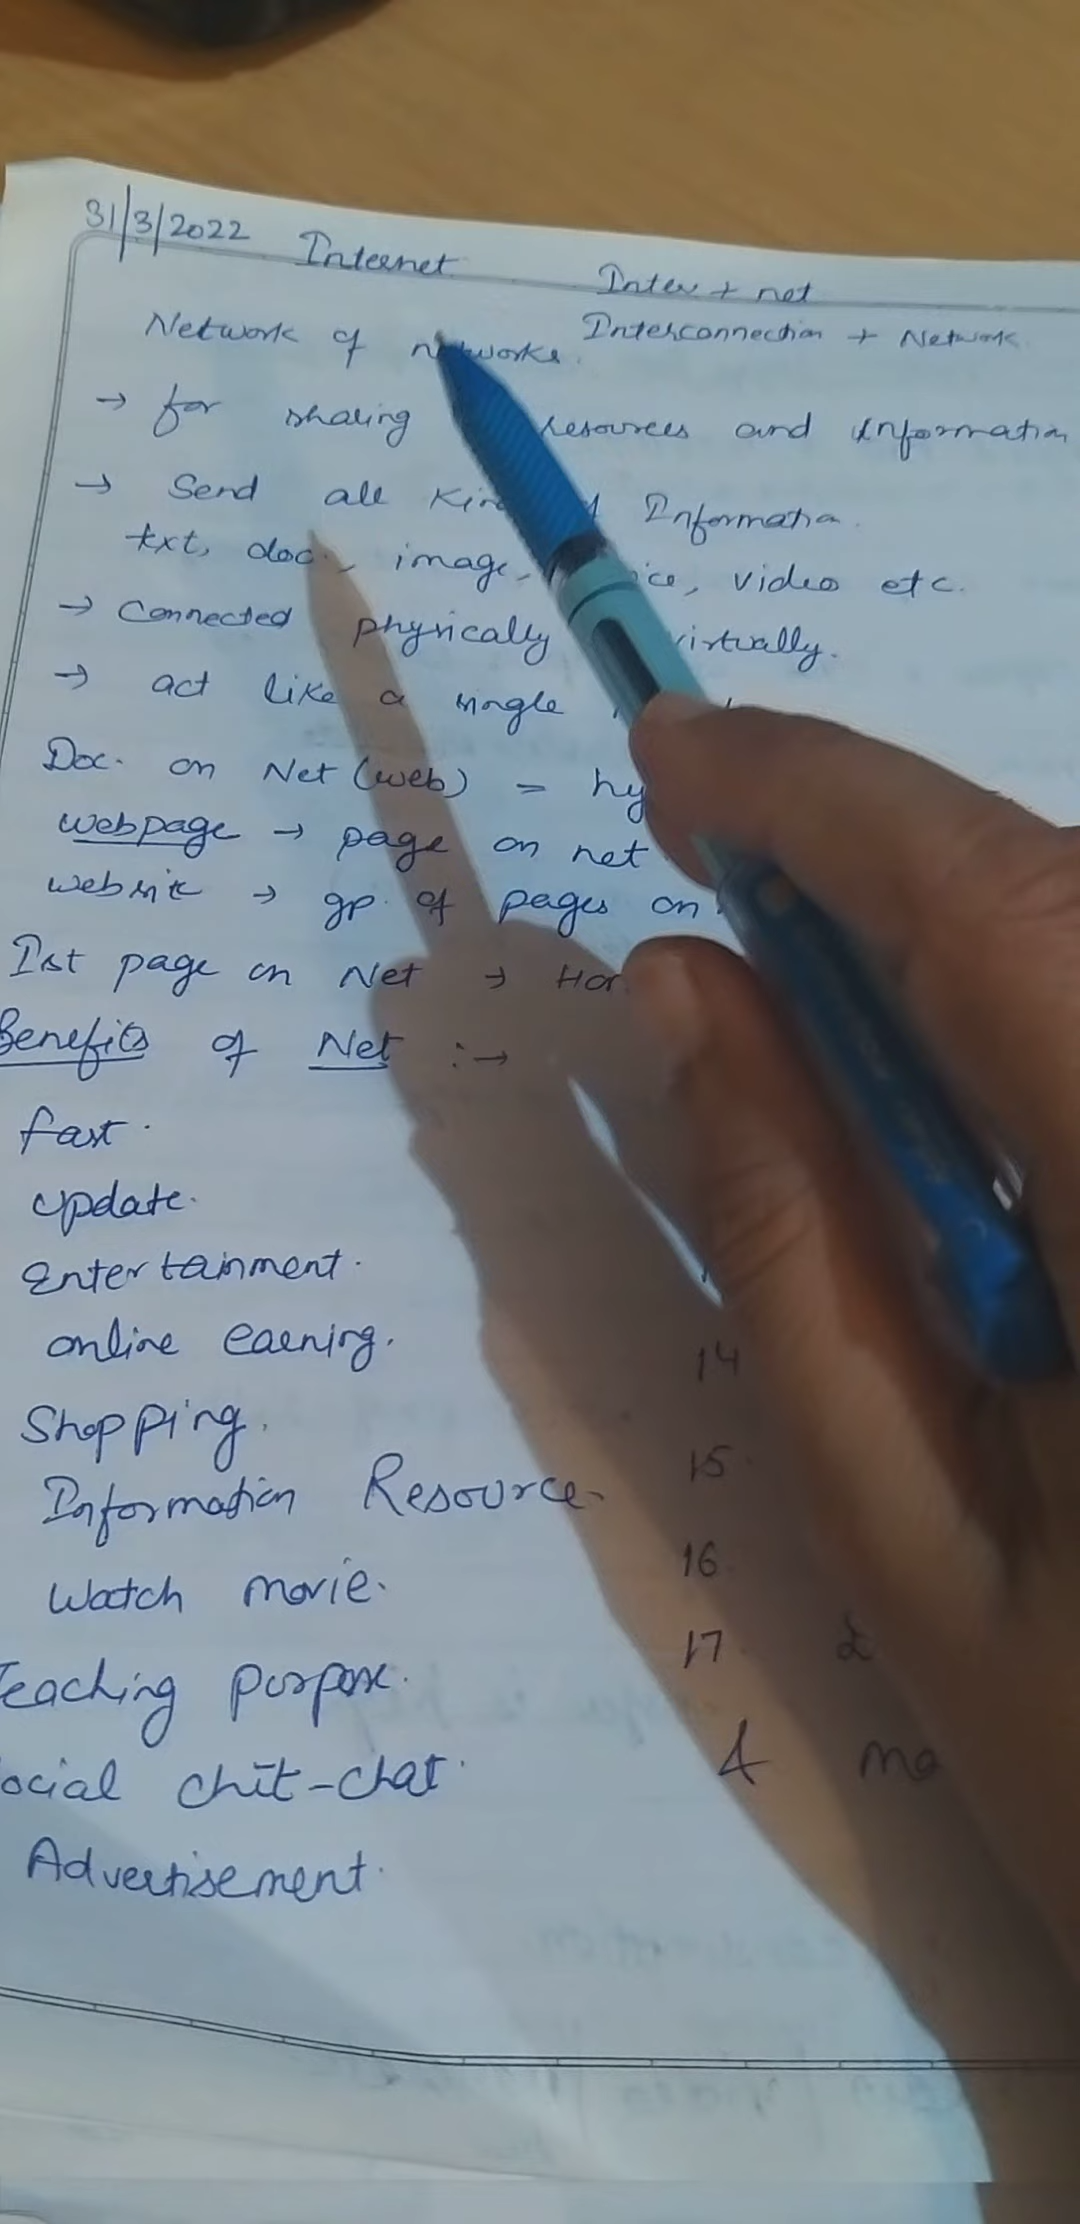 31/3/2022 Internet Inter + net
Network of networks. Interconnection + Network
→ for sharing resources and information
→ Send all Information.
txt, doc., image, video etc.
→ Connected physically virtually.
→ act like a single
Doc. on Net (web) =
webpage → page on net
website → gp. of pages on
Ist page on Net →
Benefits of Net :→
fast.
update.
Entertainment.
online earning.
14
Shopping.
15
Information Resource.
16
Watch movie.
17
Teaching purpose.
chit-chat.
Advertisement.